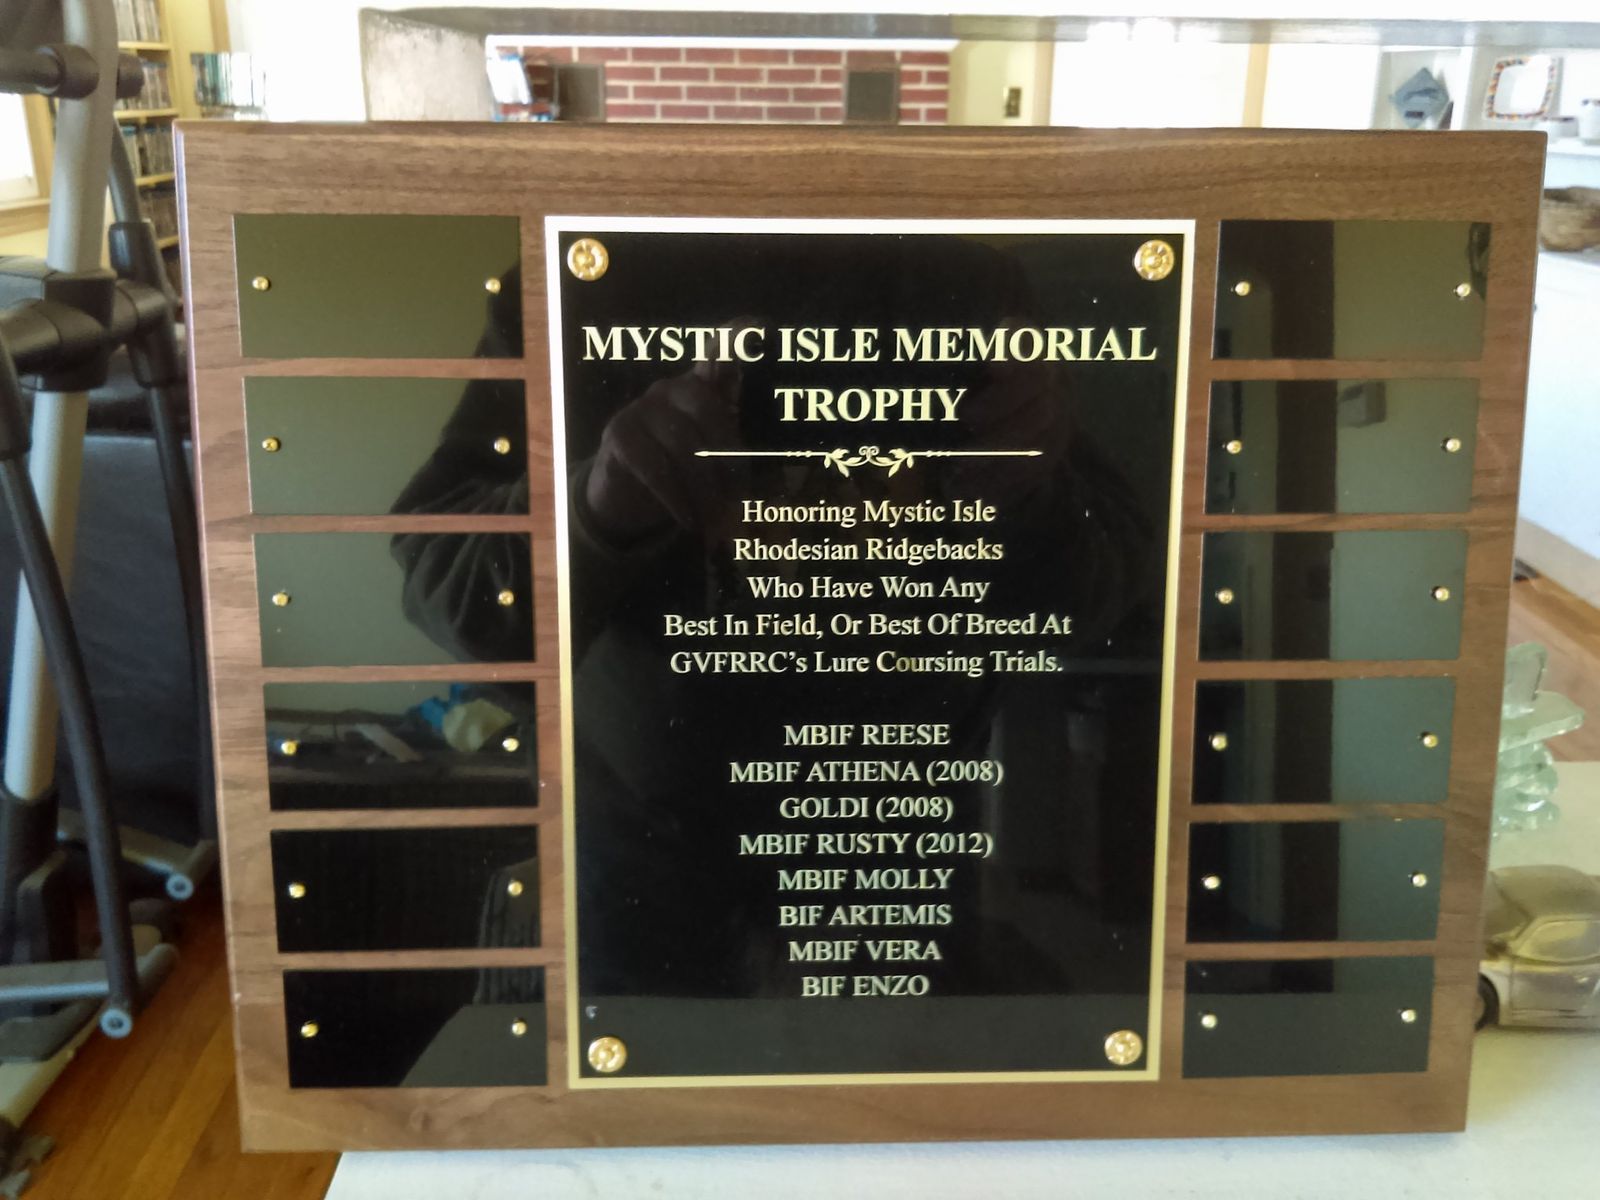 MYSTIC ISLE MEMORIAL
TROPHY
Honoring Mystic Isle
Rhodesian Ridgebacks
Who Have Won Any
Best In Field, Or Best Of Breed At
GVFRRC's Lure Coursing Trials.
MBIF REESE
MBIF ATHENA (2008)
GOLDI (2008)
MBIF RUSTY (2012)
MBIF MOLLY
BIF ARTEMIS
MBIF VERA
BIF ENZO